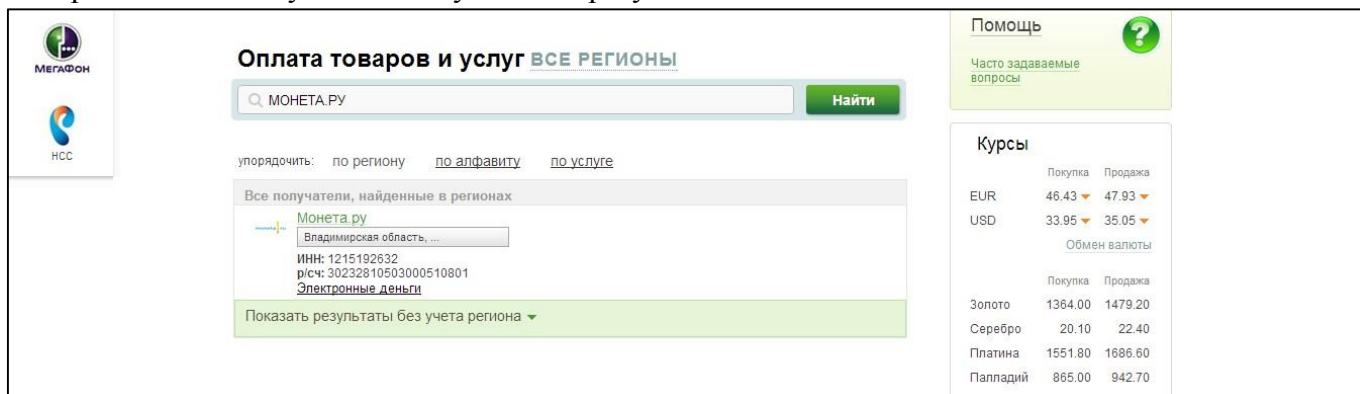 МЕГАФОН
НСС
Оплата товаров и услуг ВСЕ РЕГИОНЫ
МОНЕТА.РУ
Найти
упорядочить: по региону по алфавиту по услуге
Все получатели, найденные в регионах
Монета.ру
Владимирская область, ...
ИНН: 1215192632
р/сч: 30232810503000510801
Электронные деньги
Показать результаты без учета региона
Помощь
?
Часто задаваемые
вопросы
Курсы
Покупка Продажа
EUR 46.43 47.93
USD 33.95 35.05
Обмен валюты
Покупка Продажа
Золото 1364.00 1479.20
Серебро 20.10 22.40
Платина 1551.80 1686.60
Палладий 865.00 942.70